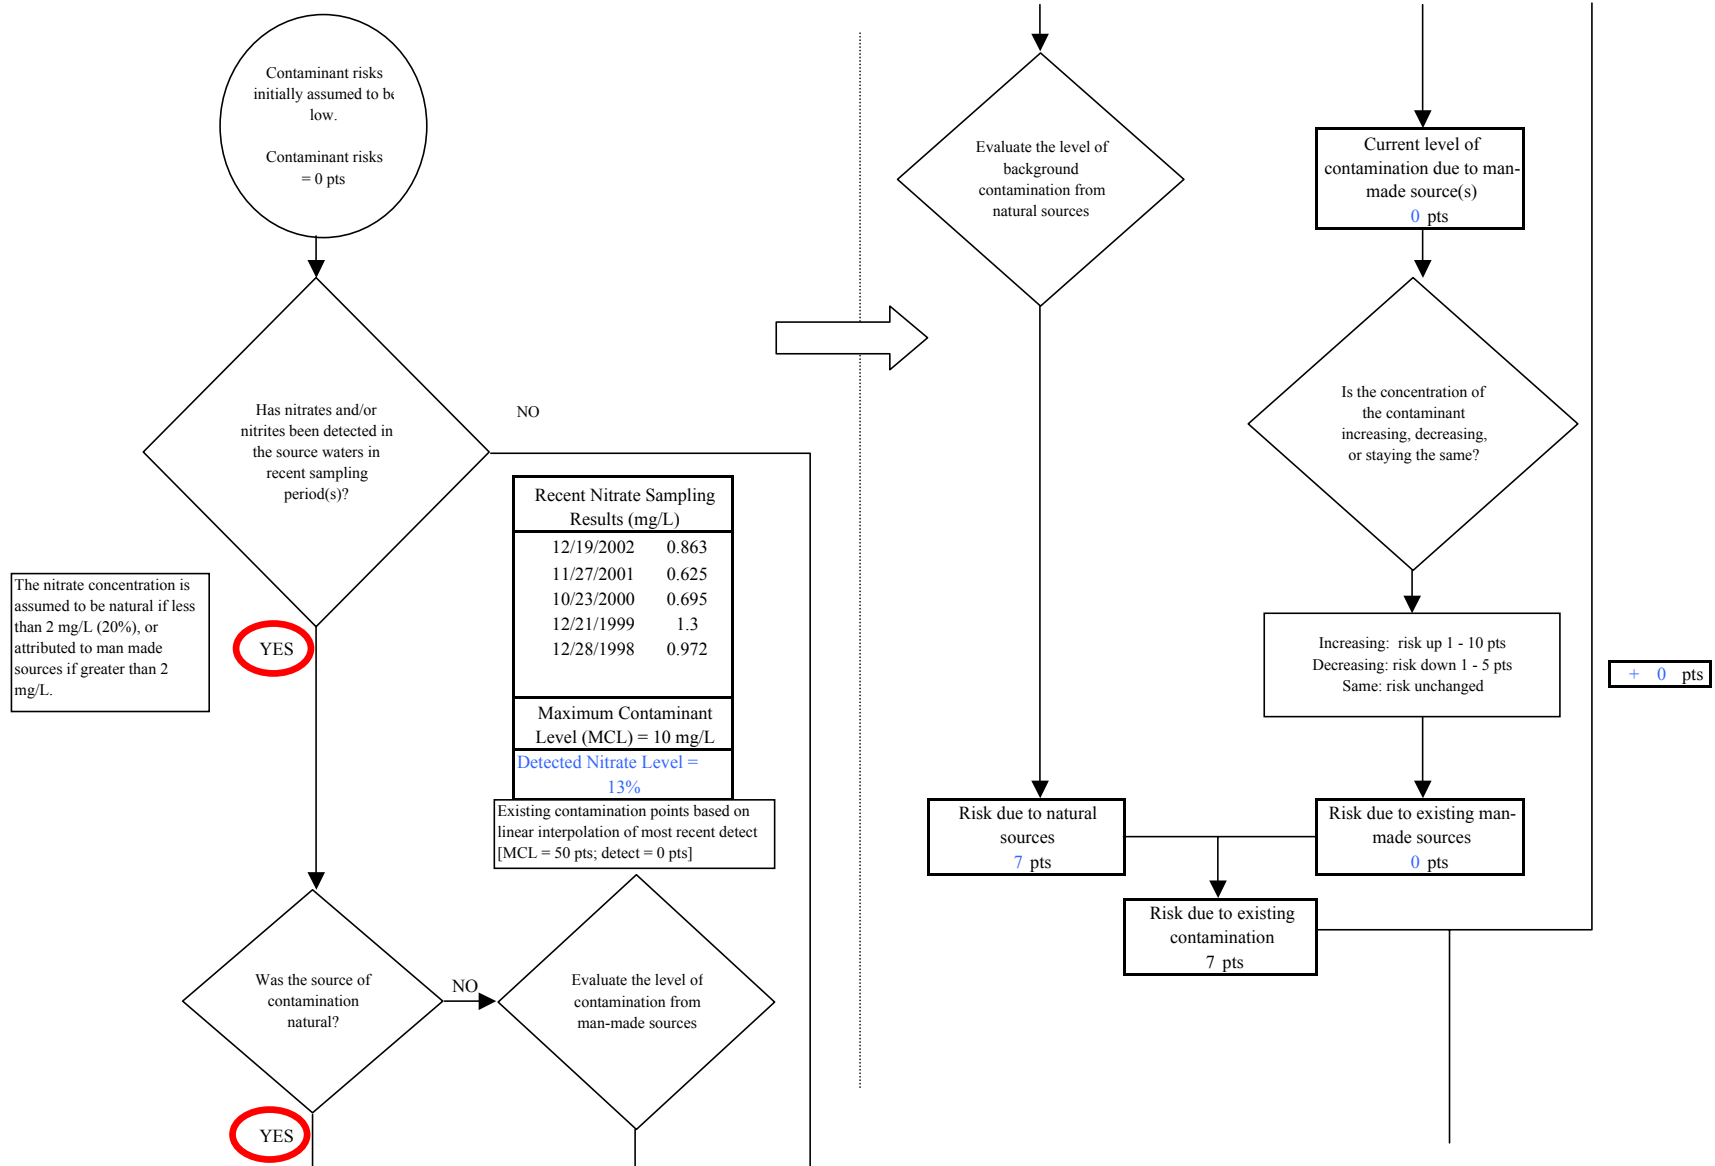 Contaminant risks
initially assumed to be
low.
Contaminant risks
= 0 pts
Has nitrates and/or
nitrites been detected in
the source waters in
recent sampling
period(s)?
NO
YES
The nitrate concentration is
assumed to be natural if less
than 2 mg/L (20%), or
attributed to man made
sources if greater than 2
mg/L.
Recent Nitrate Sampling
Results (mg/L)
12/19/2002 0.863
11/27/2001 0.625
10/23/2000 0.695
12/21/1999 1.3
12/28/1998 0.972
Maximum Contaminant
Level (MCL) = 10 mg/L
Detected Nitrate Level =
13%
Existing contamination points based on
linear interpolation of most recent detect
[MCL = 50 pts; detect = 0 pts]
Was the source of
contamination
natural?
NO
YES
Evaluate the level of
contamination from
man-made sources
Evaluate the level of
background
contamination from
natural sources
Current level of
contamination due to man-
made source(s)
0 pts
Is the concentration of
the contaminant
increasing, decreasing,
or staying the same?
Increasing: risk up 1 - 10 pts
Decreasing: risk down 1 - 5 pts
Same: risk unchanged
+ 0 pts
Risk due to natural
sources
7 pts
Risk due to existing man-
made sources
0 pts
Risk due to existing
contamination
7 pts